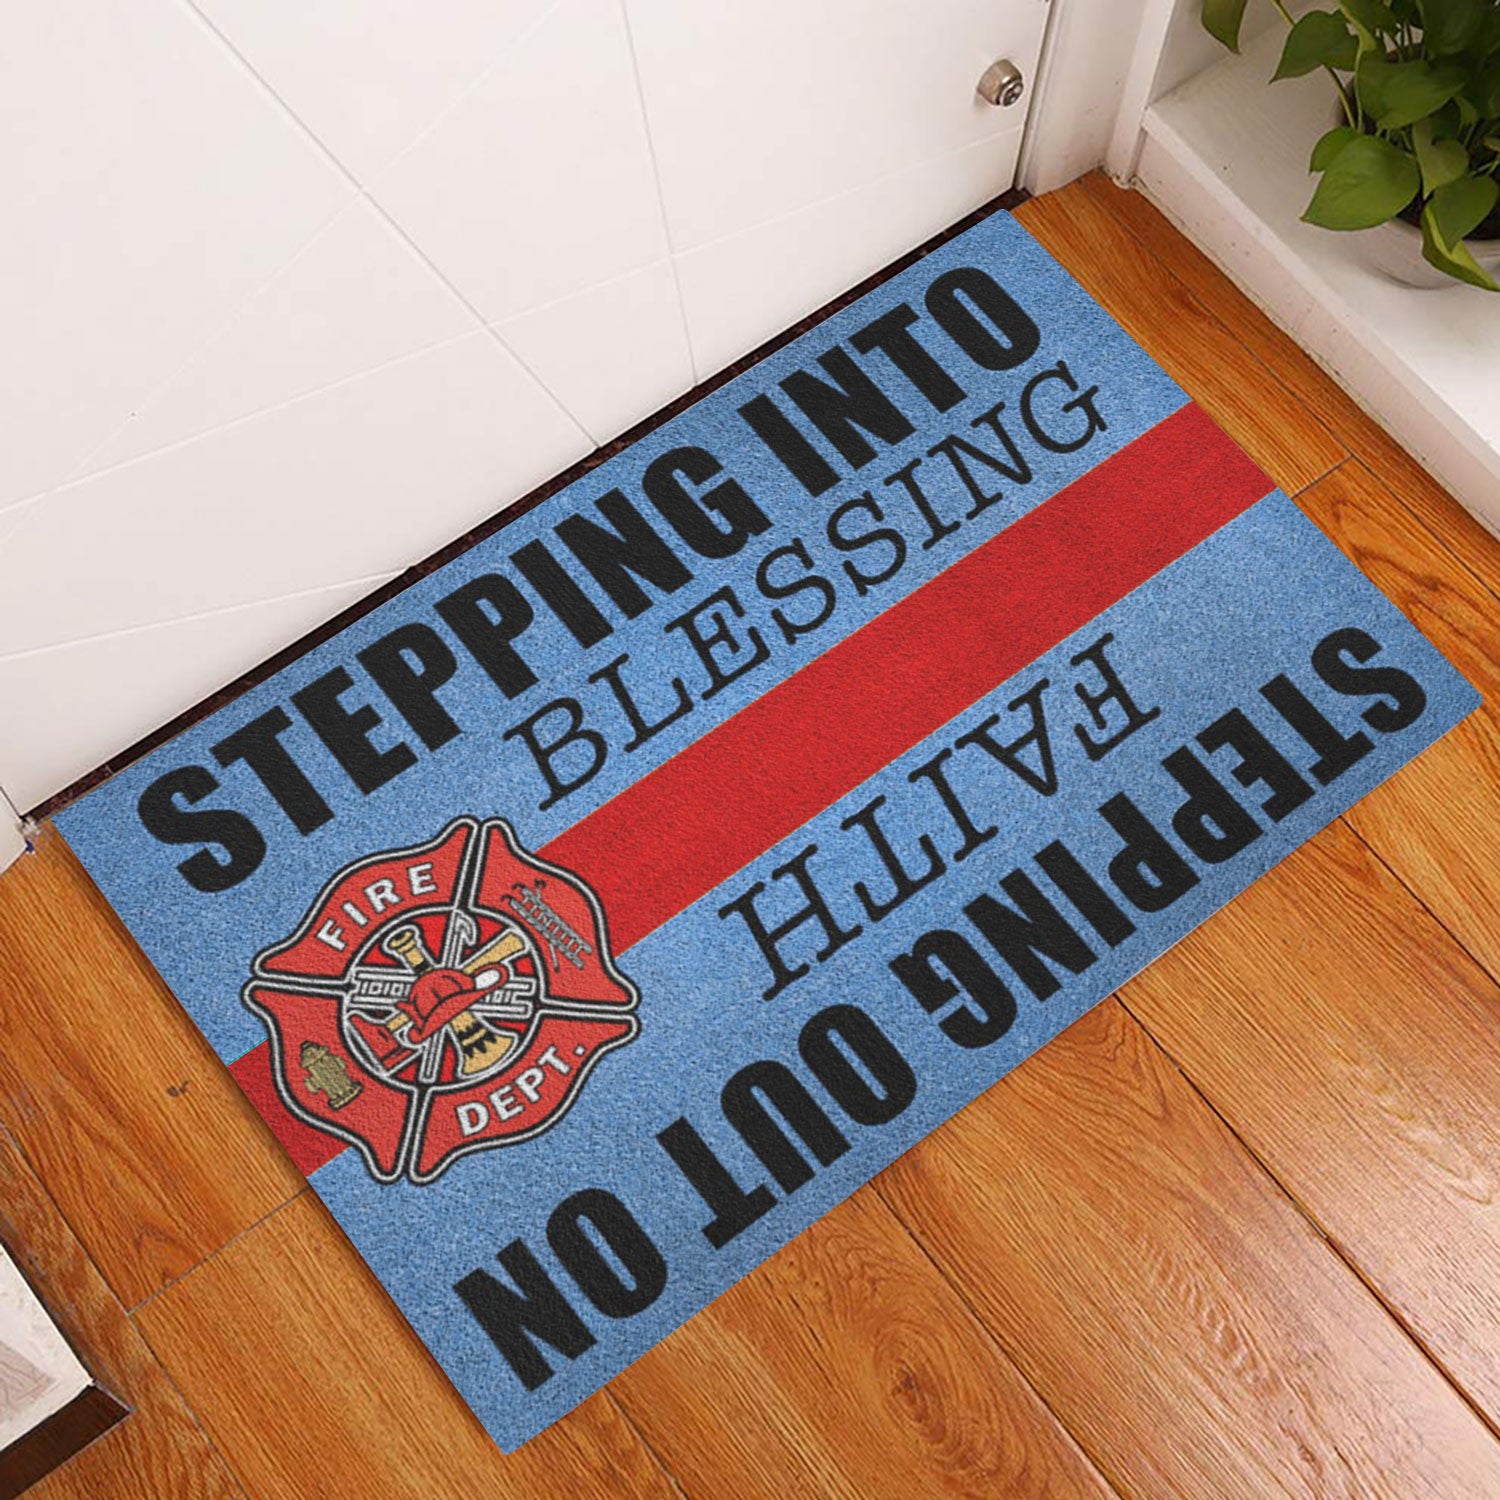 STEPPING INTO
BLESSING
FIRE
DEPT.
STEPPING OUT ON
FAITH